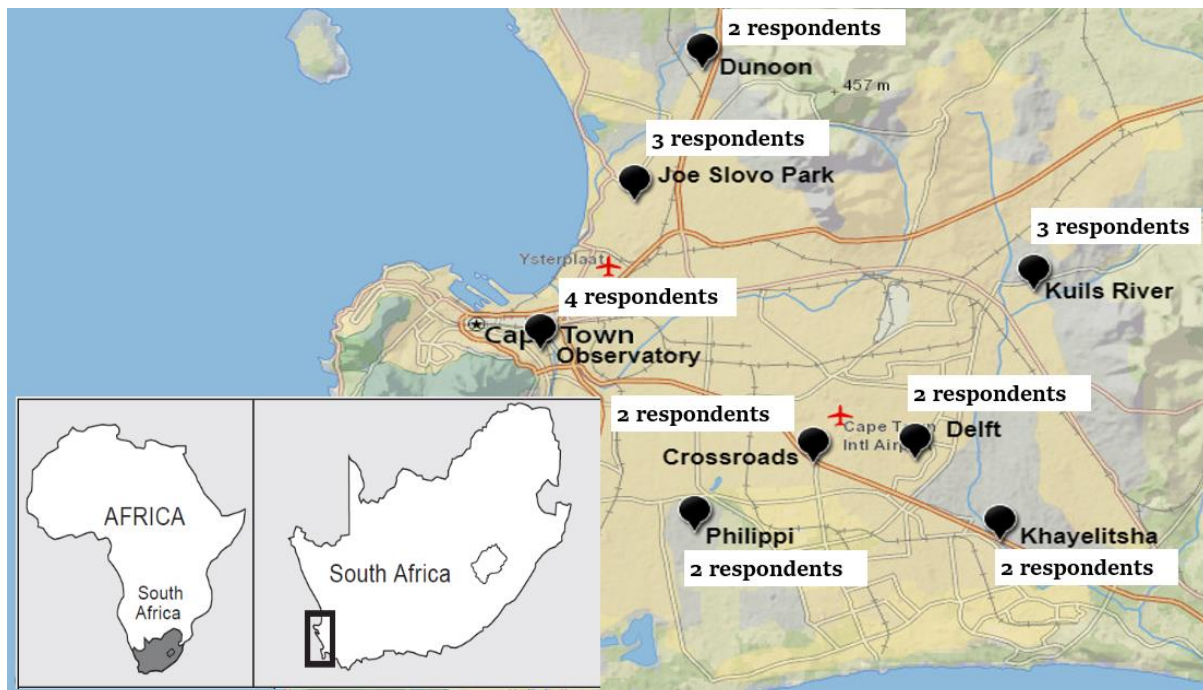 2 respondents
Dunoon
457 m
3 respondents
Joe Slovo Park
3 respondents
Kuils River
Ysterplaat
4 respondents
Cape Town
Observatory
2 respondents
2 respondents
Delft
Cape Town
Intl Airport
Crossroads
Philippi
2 respondents
Khayelitsha
2 respondents
AFRICA
South
Africa
South Africa